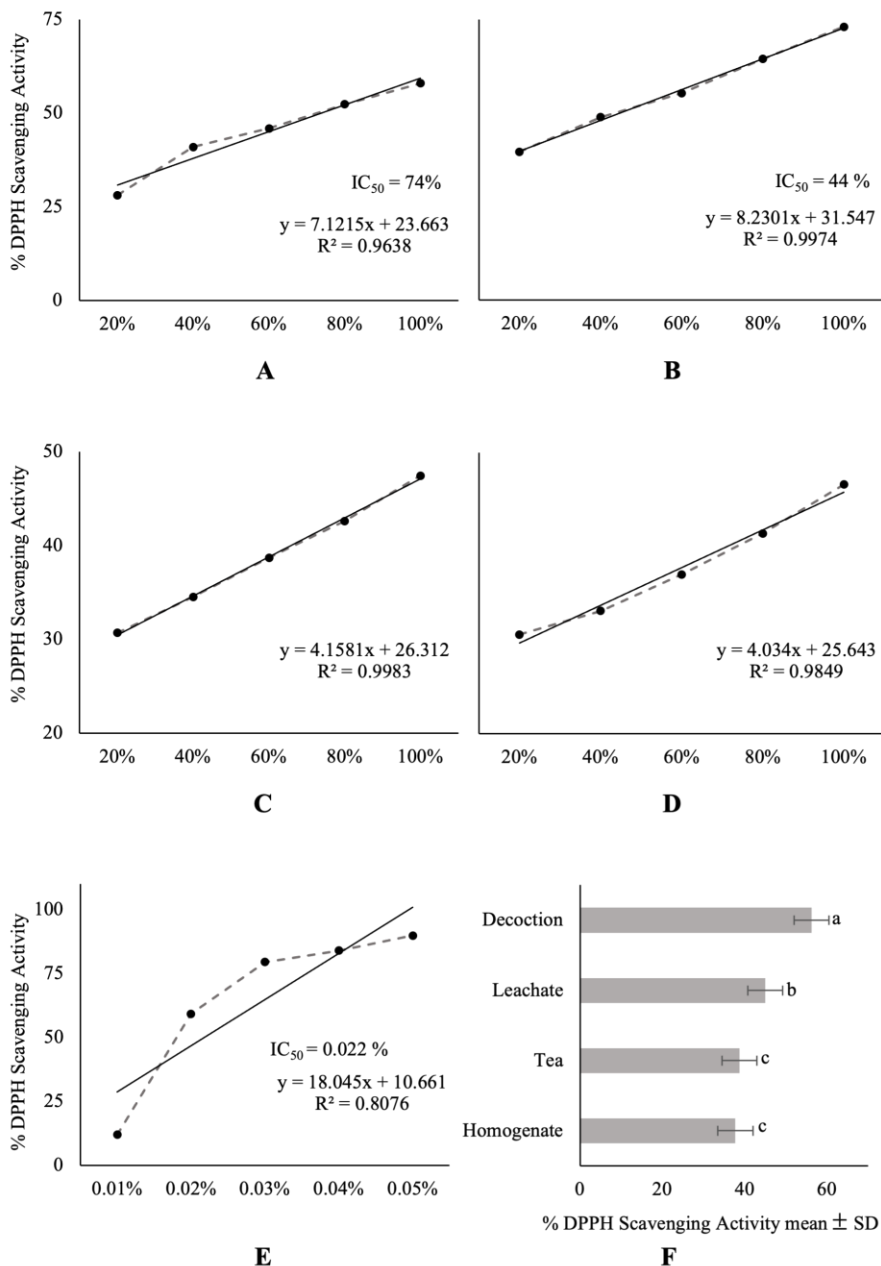 % DPPH Scavenging Activity
75
50
25
0
IC50 = 74%
y = 7.1215x + 23.663
R² = 0.9638
20% 40% 60% 80% 100%
A
IC50 = 44 %
y = 8.2301x + 31.547
R² = 0.9974
20% 40% 60% 80% 100%
B
% DPPH Scavenging Activity
50
40
30
20
y = 4.1581x + 26.312
R² = 0.9983
20% 40% 60% 80% 100%
C
y = 4.034x + 25.643
R² = 0.9849
20% 40% 60% 80% 100%
D
% DPPH Scavenging Activity
100
75
50
25
0
IC50 = 0.022 %
y = 18.045x + 10.661
R² = 0.8076
0.01% 0.02% 0.03% 0.04% 0.05%
E
Decoction a
Leachate b
Tea c
Homogenate c
0 20 40 60
% DPPH Scavenging Activity mean ± SD
F